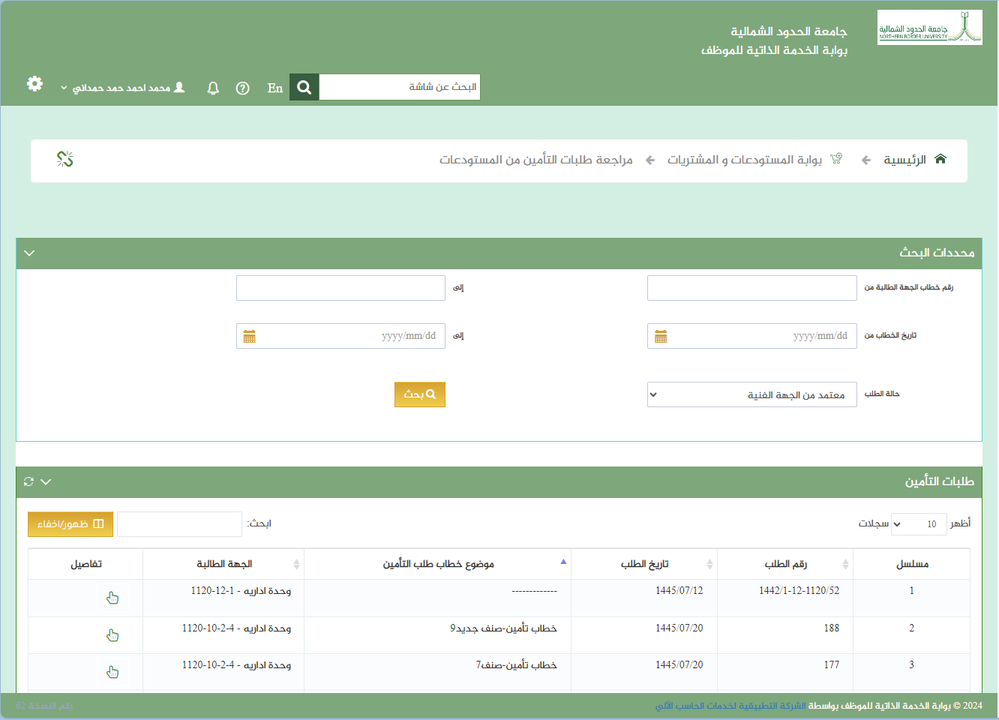 جامعة الحدود الشمالية
NORTHERN BORDER UNIVERSITY
جامعة الحدود الشمالية
بوابة الخدمة الذاتية للموظف
البحث عن شاشة
En
محمد احمد حمد حمداني
الرئيسية
بوابة المستودعات و المشتريات
مراجعة طلبات التأمين من المستودعات
محددات البحث
رقم خطاب الجهة الطالبة من
إلى
تاريخ الخطاب من yyyy/mm/dd
إلى yyyy/mm/dd
حالة الطلب معتمد من الجهة الفنية
بحث
طلبات التأمين
أظهر 10 سجلات
ابحث:
ظهور/اخفاء
مسلسل رقم الطلب تاريخ الطلب موضوع خطاب طلب التأمين الجهة الطالبة تفاصيل
1 1442/1-12-1120/52 1445/07/12 ------------- وحدة اداريه - 1-12-1120
2 188 1445/07/20 خطاب تأمين-صنف جديد9 وحدة اداريه - 4-2-10-1120
3 177 1445/07/20 خطاب تأمين-صنف7 وحدة اداريه - 4-2-10-1120
2024 © بوابة الخدمة الذاتية للموظف بواسطة الشركة التطبيقية لخدمات الحاسب الآلي
رقم النسخة 62